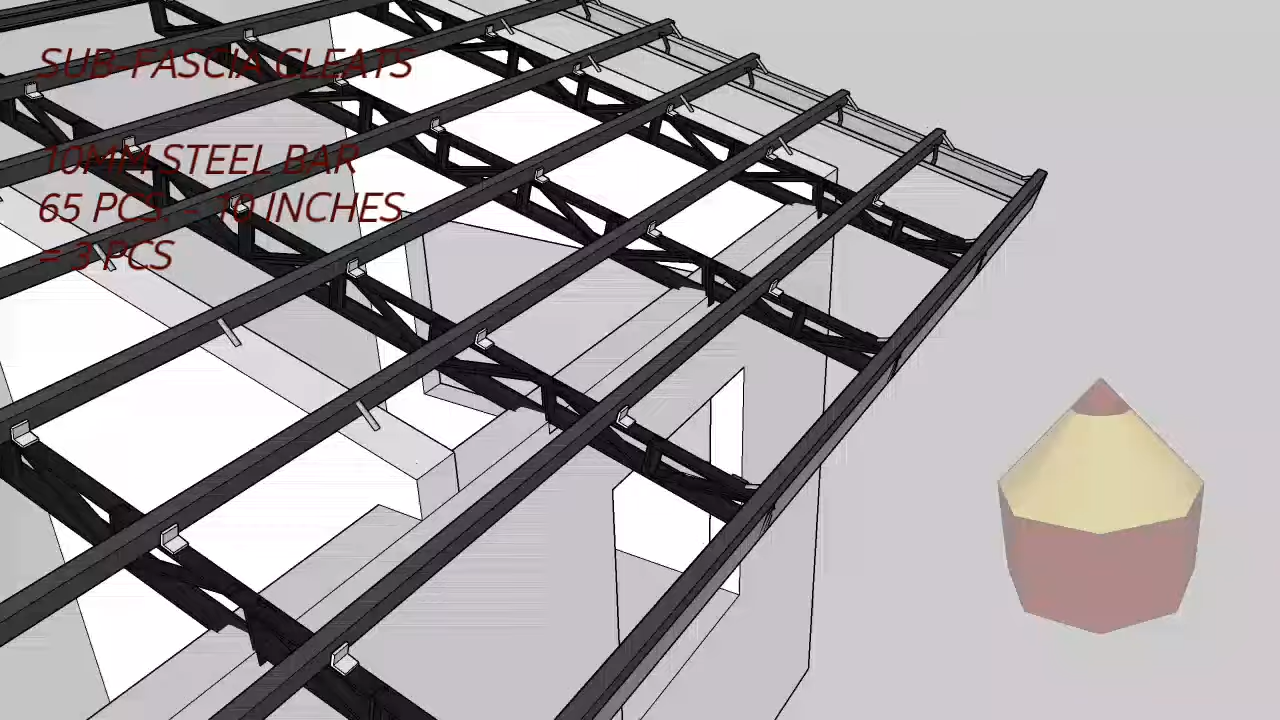 SUB-FASCIA CLEATS
10MM STEEL BAR
65 PCS. - 10 INCHES
= 3 PCS